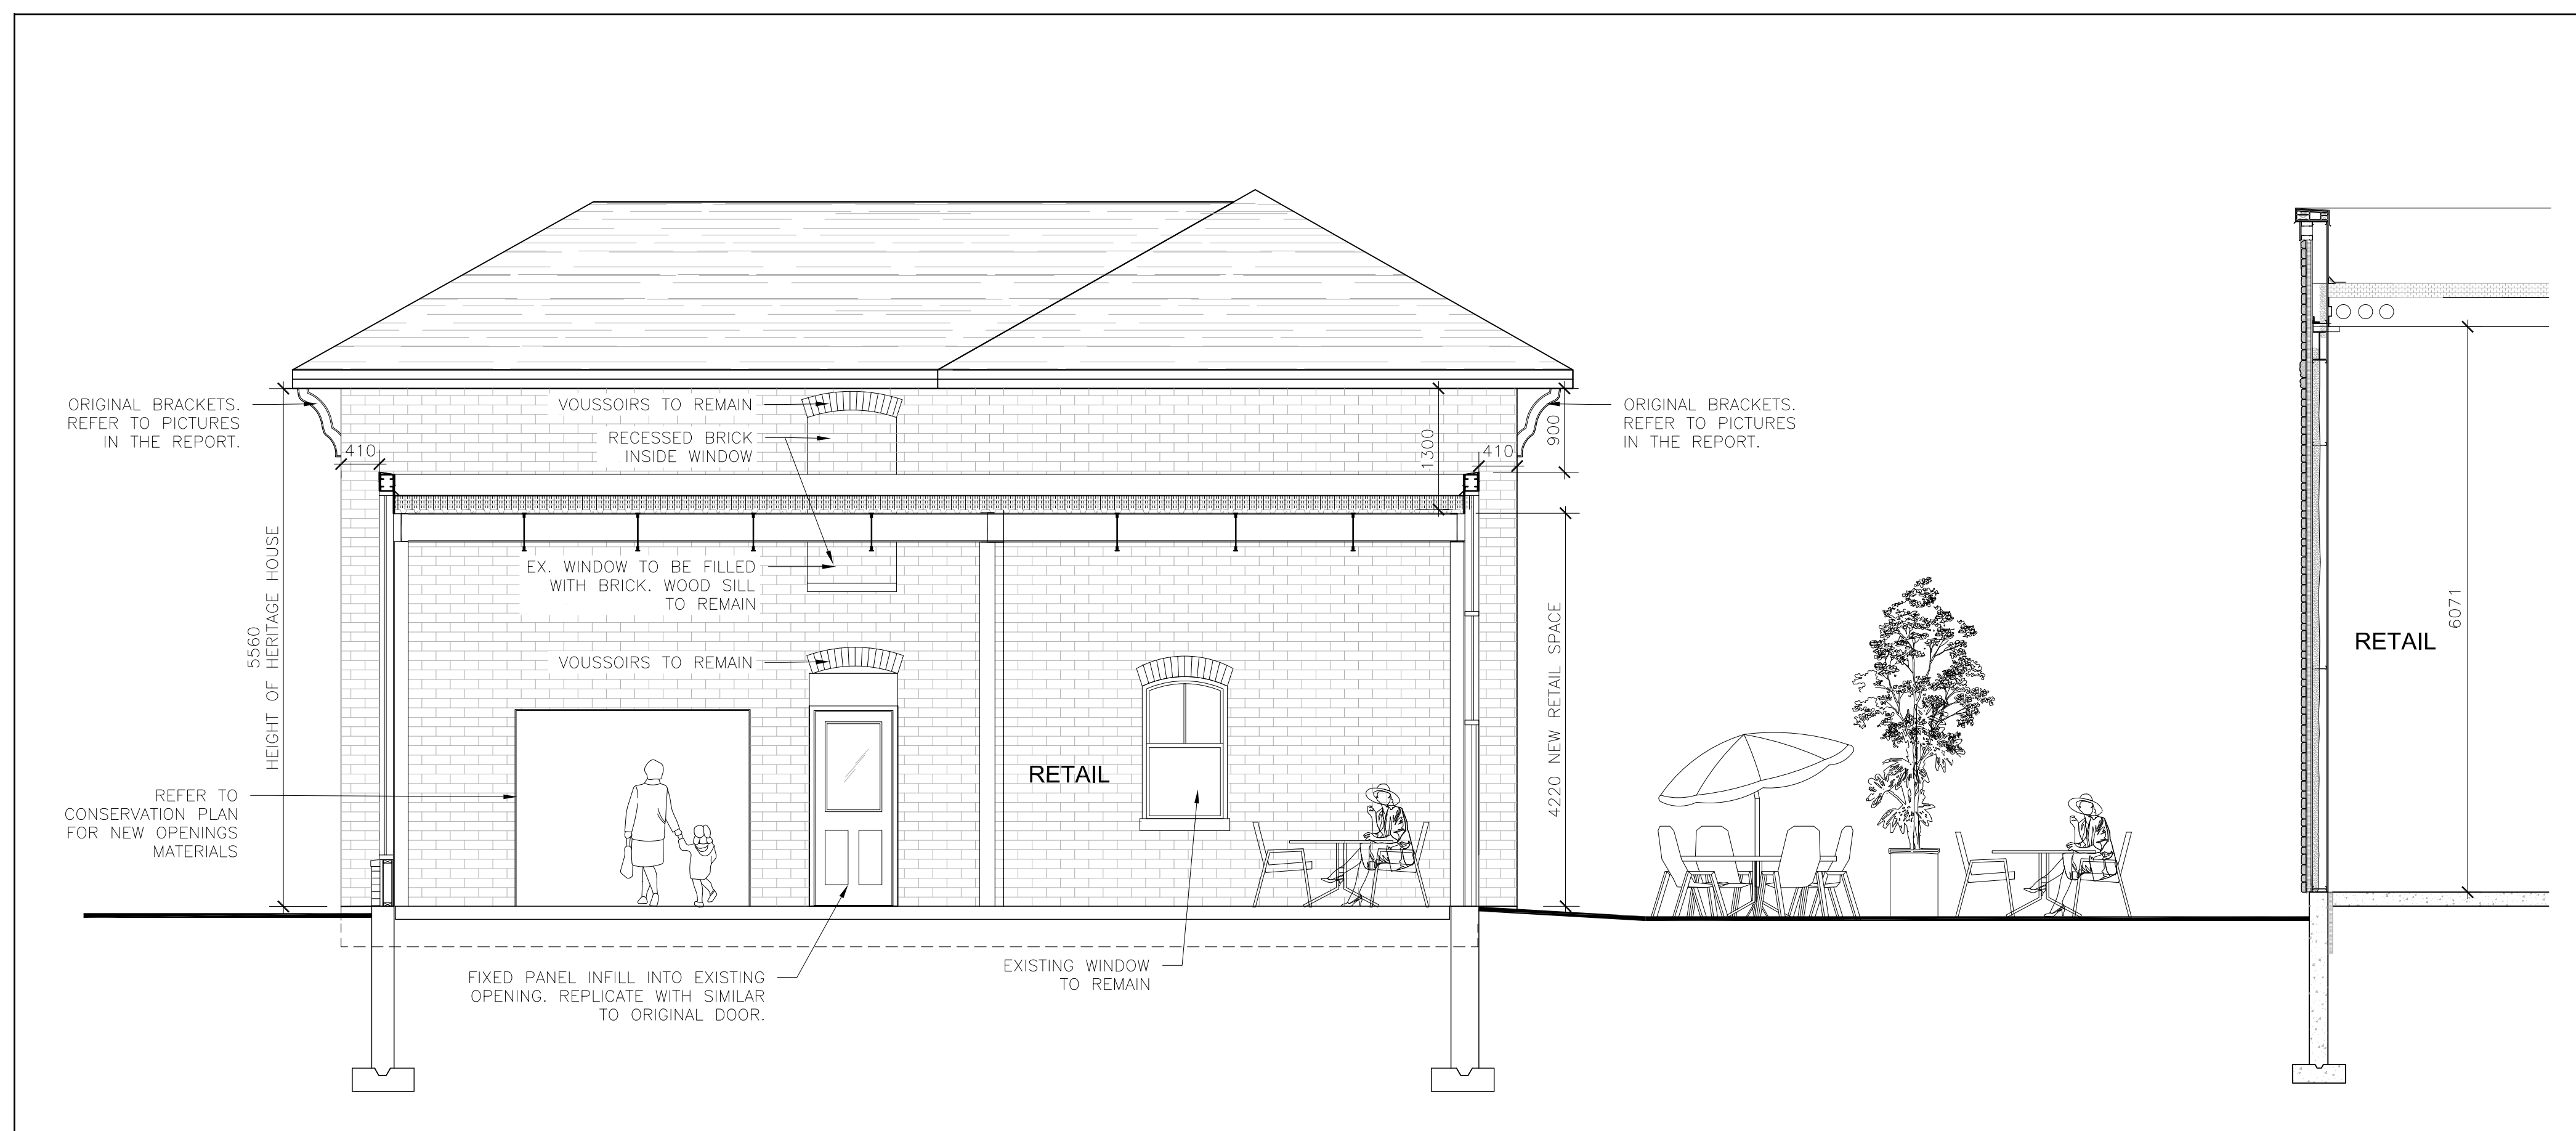 ORIGINAL BRACKETS.
REFER TO PICTURES
IN THE REPORT.
410
5560
HEIGHT OF HERITAGE HOUSE
REFER TO
CONSERVATION PLAN
FOR NEW OPENINGS
MATERIALS
VOUSSOIRS TO REMAIN
RECESSED BRICK
INSIDE WINDOW
EX. WINDOW TO BE FILLED
WITH BRICK. WOOD SILL
TO REMAIN
VOUSSOIRS TO REMAIN
FIXED PANEL INFILL INTO EXISTING
OPENING. REPLICATE WITH SIMILAR
TO ORIGINAL DOOR.
RETAIL
EXISTING WINDOW
TO REMAIN
1300
410
900
4220 NEW RETAIL SPACE
ORIGINAL BRACKETS.
REFER TO PICTURES
IN THE REPORT.
RETAIL
6071